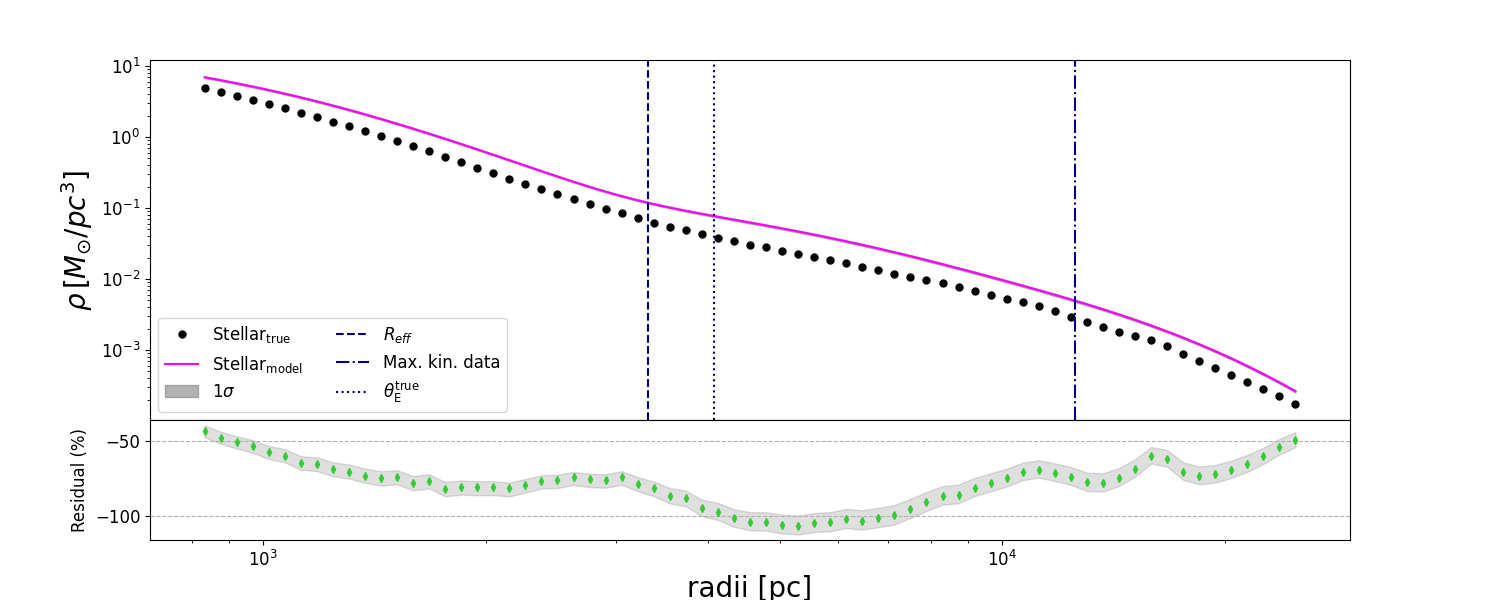 10¹
10⁰
10⁻¹
10⁻²
10⁻³
ρ [M⊙/pc³]
Stellar_true
Stellar_model
1σ
R_eff
Max. kin. data
θ_E^true
−50
−100
Residual (%)
10³
10⁴
radii [pc]